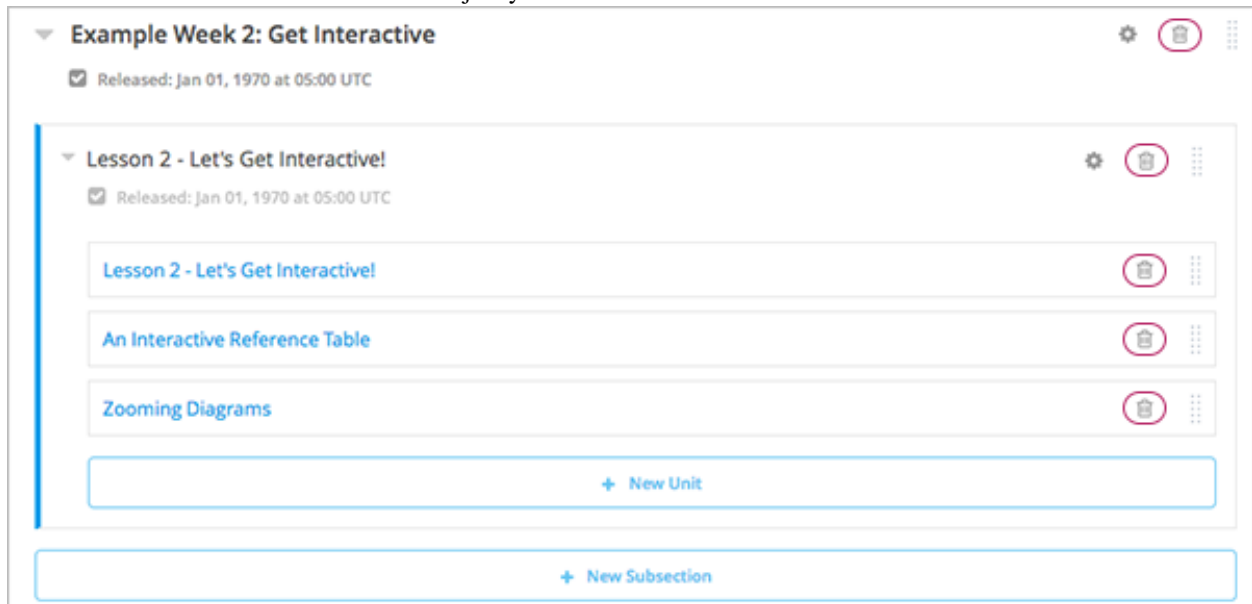 Example Week 2: Get Interactive
Released: Jan 01, 1970 at 05:00 UTC
Lesson 2 - Let's Get Interactive!
Released: Jan 01, 1970 at 05:00 UTC
Lesson 2 - Let's Get Interactive!
An Interactive Reference Table
Zooming Diagrams
+ New Unit
+ New Subsection